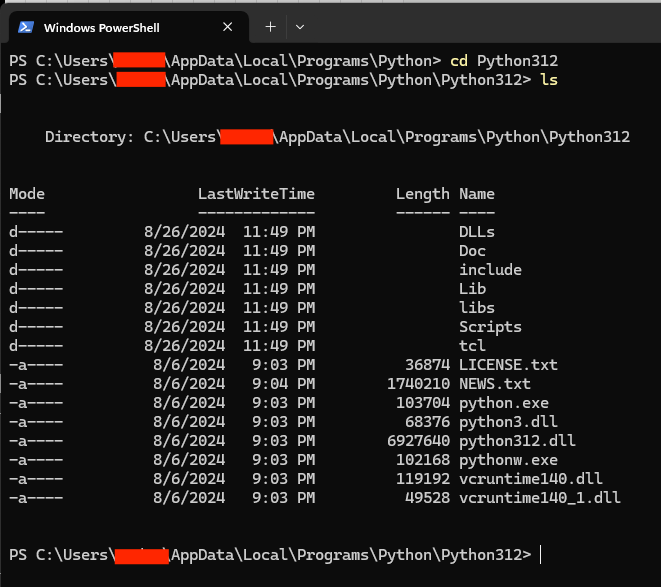 Windows PowerShell
PS C:\Users\ \AppData\Local\Programs\Python> cd Python312
PS C:\Users\ \AppData\Local\Programs\Python\Python312> ls
Directory: C:\Users\ \AppData\Local\Programs\Python\Python312
Mode                LastWriteTime         Length Name
----                -------------         ------ ----
d-----        8/26/2024  11:49 PM                DLLs
d-----        8/26/2024  11:49 PM                Doc
d-----        8/26/2024  11:49 PM                include
d-----        8/26/2024  11:49 PM                Lib
d-----        8/26/2024  11:49 PM                libs
d-----        8/26/2024  11:49 PM                Scripts
d-----        8/26/2024  11:49 PM                tcl
-a----         8/6/2024   9:03 PM          36874 LICENSE.txt
-a----         8/6/2024   9:04 PM        1740210 NEWS.txt
-a----         8/6/2024   9:03 PM         103704 python.exe
-a----         8/6/2024   9:03 PM          68376 python3.dll
-a----         8/6/2024   9:03 PM        6927640 python312.dll
-a----         8/6/2024   9:03 PM         102168 pythonw.exe
-a----         8/6/2024   9:03 PM         119192 vcruntime140.dll
-a----         8/6/2024   9:03 PM          49528 vcruntime140_1.dll
PS C:\Users\ \AppData\Local\Programs\Python\Python312>